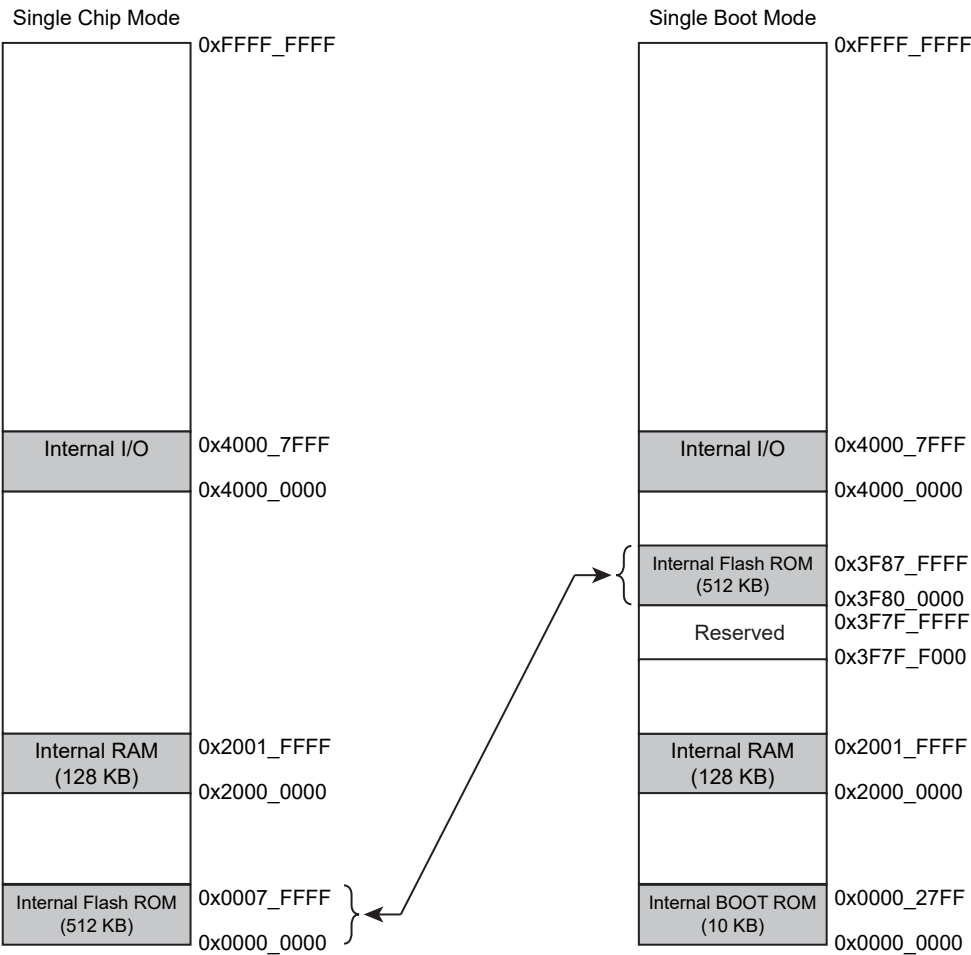 Single Chip Mode
0xFFFF_FFFF
Internal I/O
0x4000_7FFF
0x4000_0000
Internal RAM
(128 KB)
0x2001_FFFF
0x2000_0000
Internal Flash ROM
(512 KB)
0x0007_FFFF
0x0000_0000
Single Boot Mode
0xFFFF_FFFF
Internal I/O
0x4000_7FFF
0x4000_0000
Internal Flash ROM
(512 KB)
0x3F87_FFFF
0x3F80_0000
Reserved
0x3F7F_FFFF
0x3F7F_F000
Internal RAM
(128 KB)
0x2001_FFFF
0x2000_0000
Internal BOOT ROM
(10 KB)
0x0000_27FF
0x0000_0000